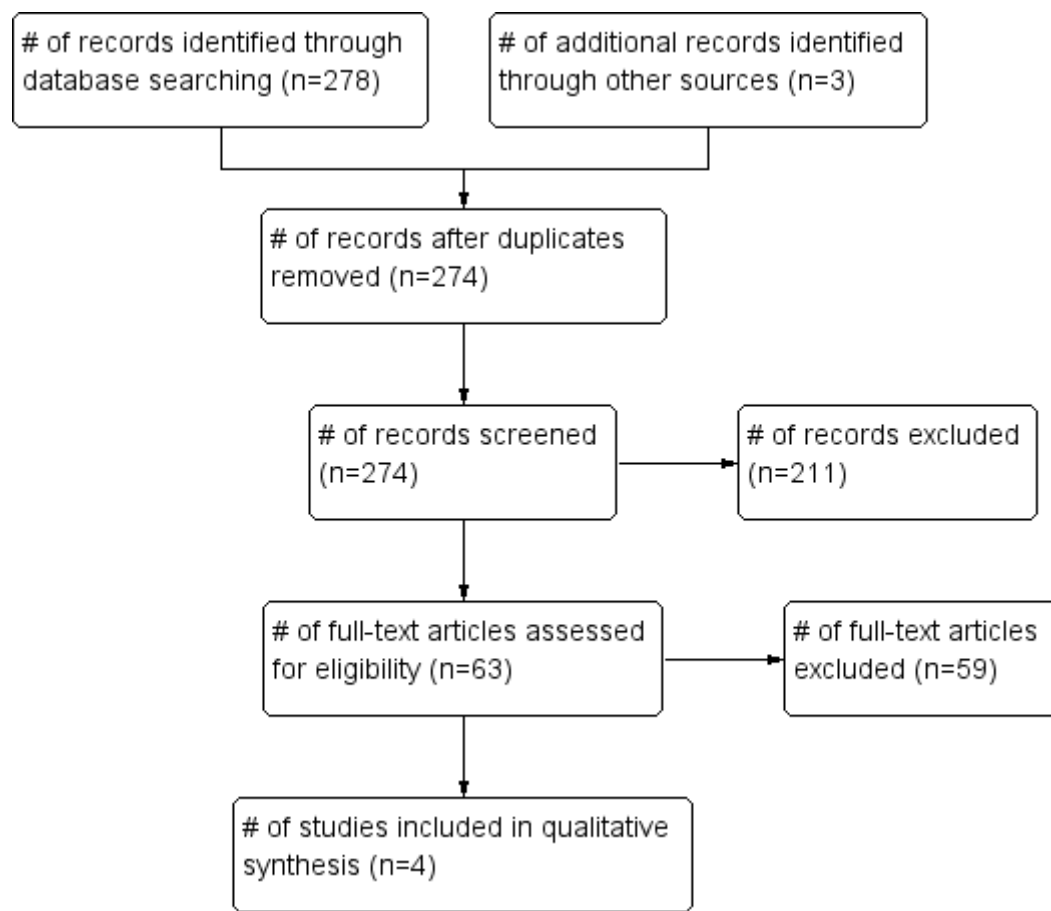 # of records identified through
database searching (n=278)
# of additional records identified
through other sources (n=3)
# of records after duplicates
removed (n=274)
# of records screened
(n=274)
# of records excluded
(n=211)
# of full-text articles assessed
for eligibility (n=63)
# of full-text articles
excluded (n=59)
# of studies included in qualitative
synthesis (n=4)